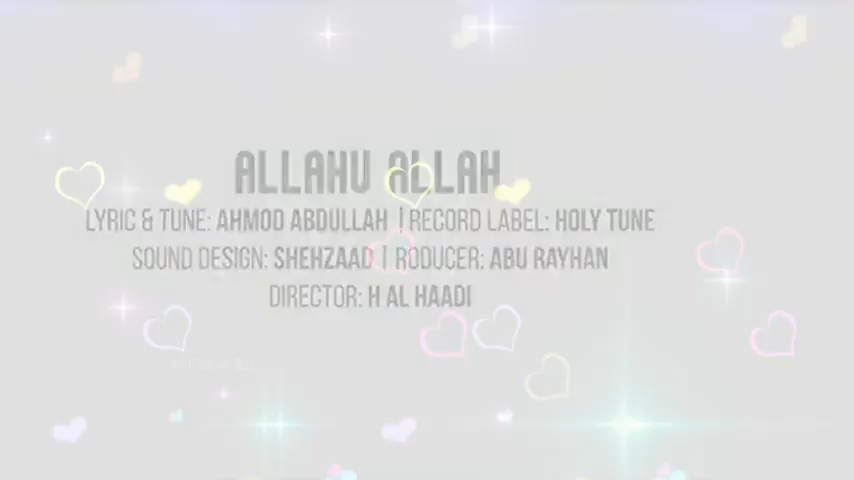 ALLAHU ALLAH
LYRIC & TUNE: AHMOD ABDULLAH | RECORD LABEL: HOLY TUNE
SOUND DESIGN: SHEHZAAD | RODUCER: ABU RAYHAN
DIRECTOR: H AL HAADI